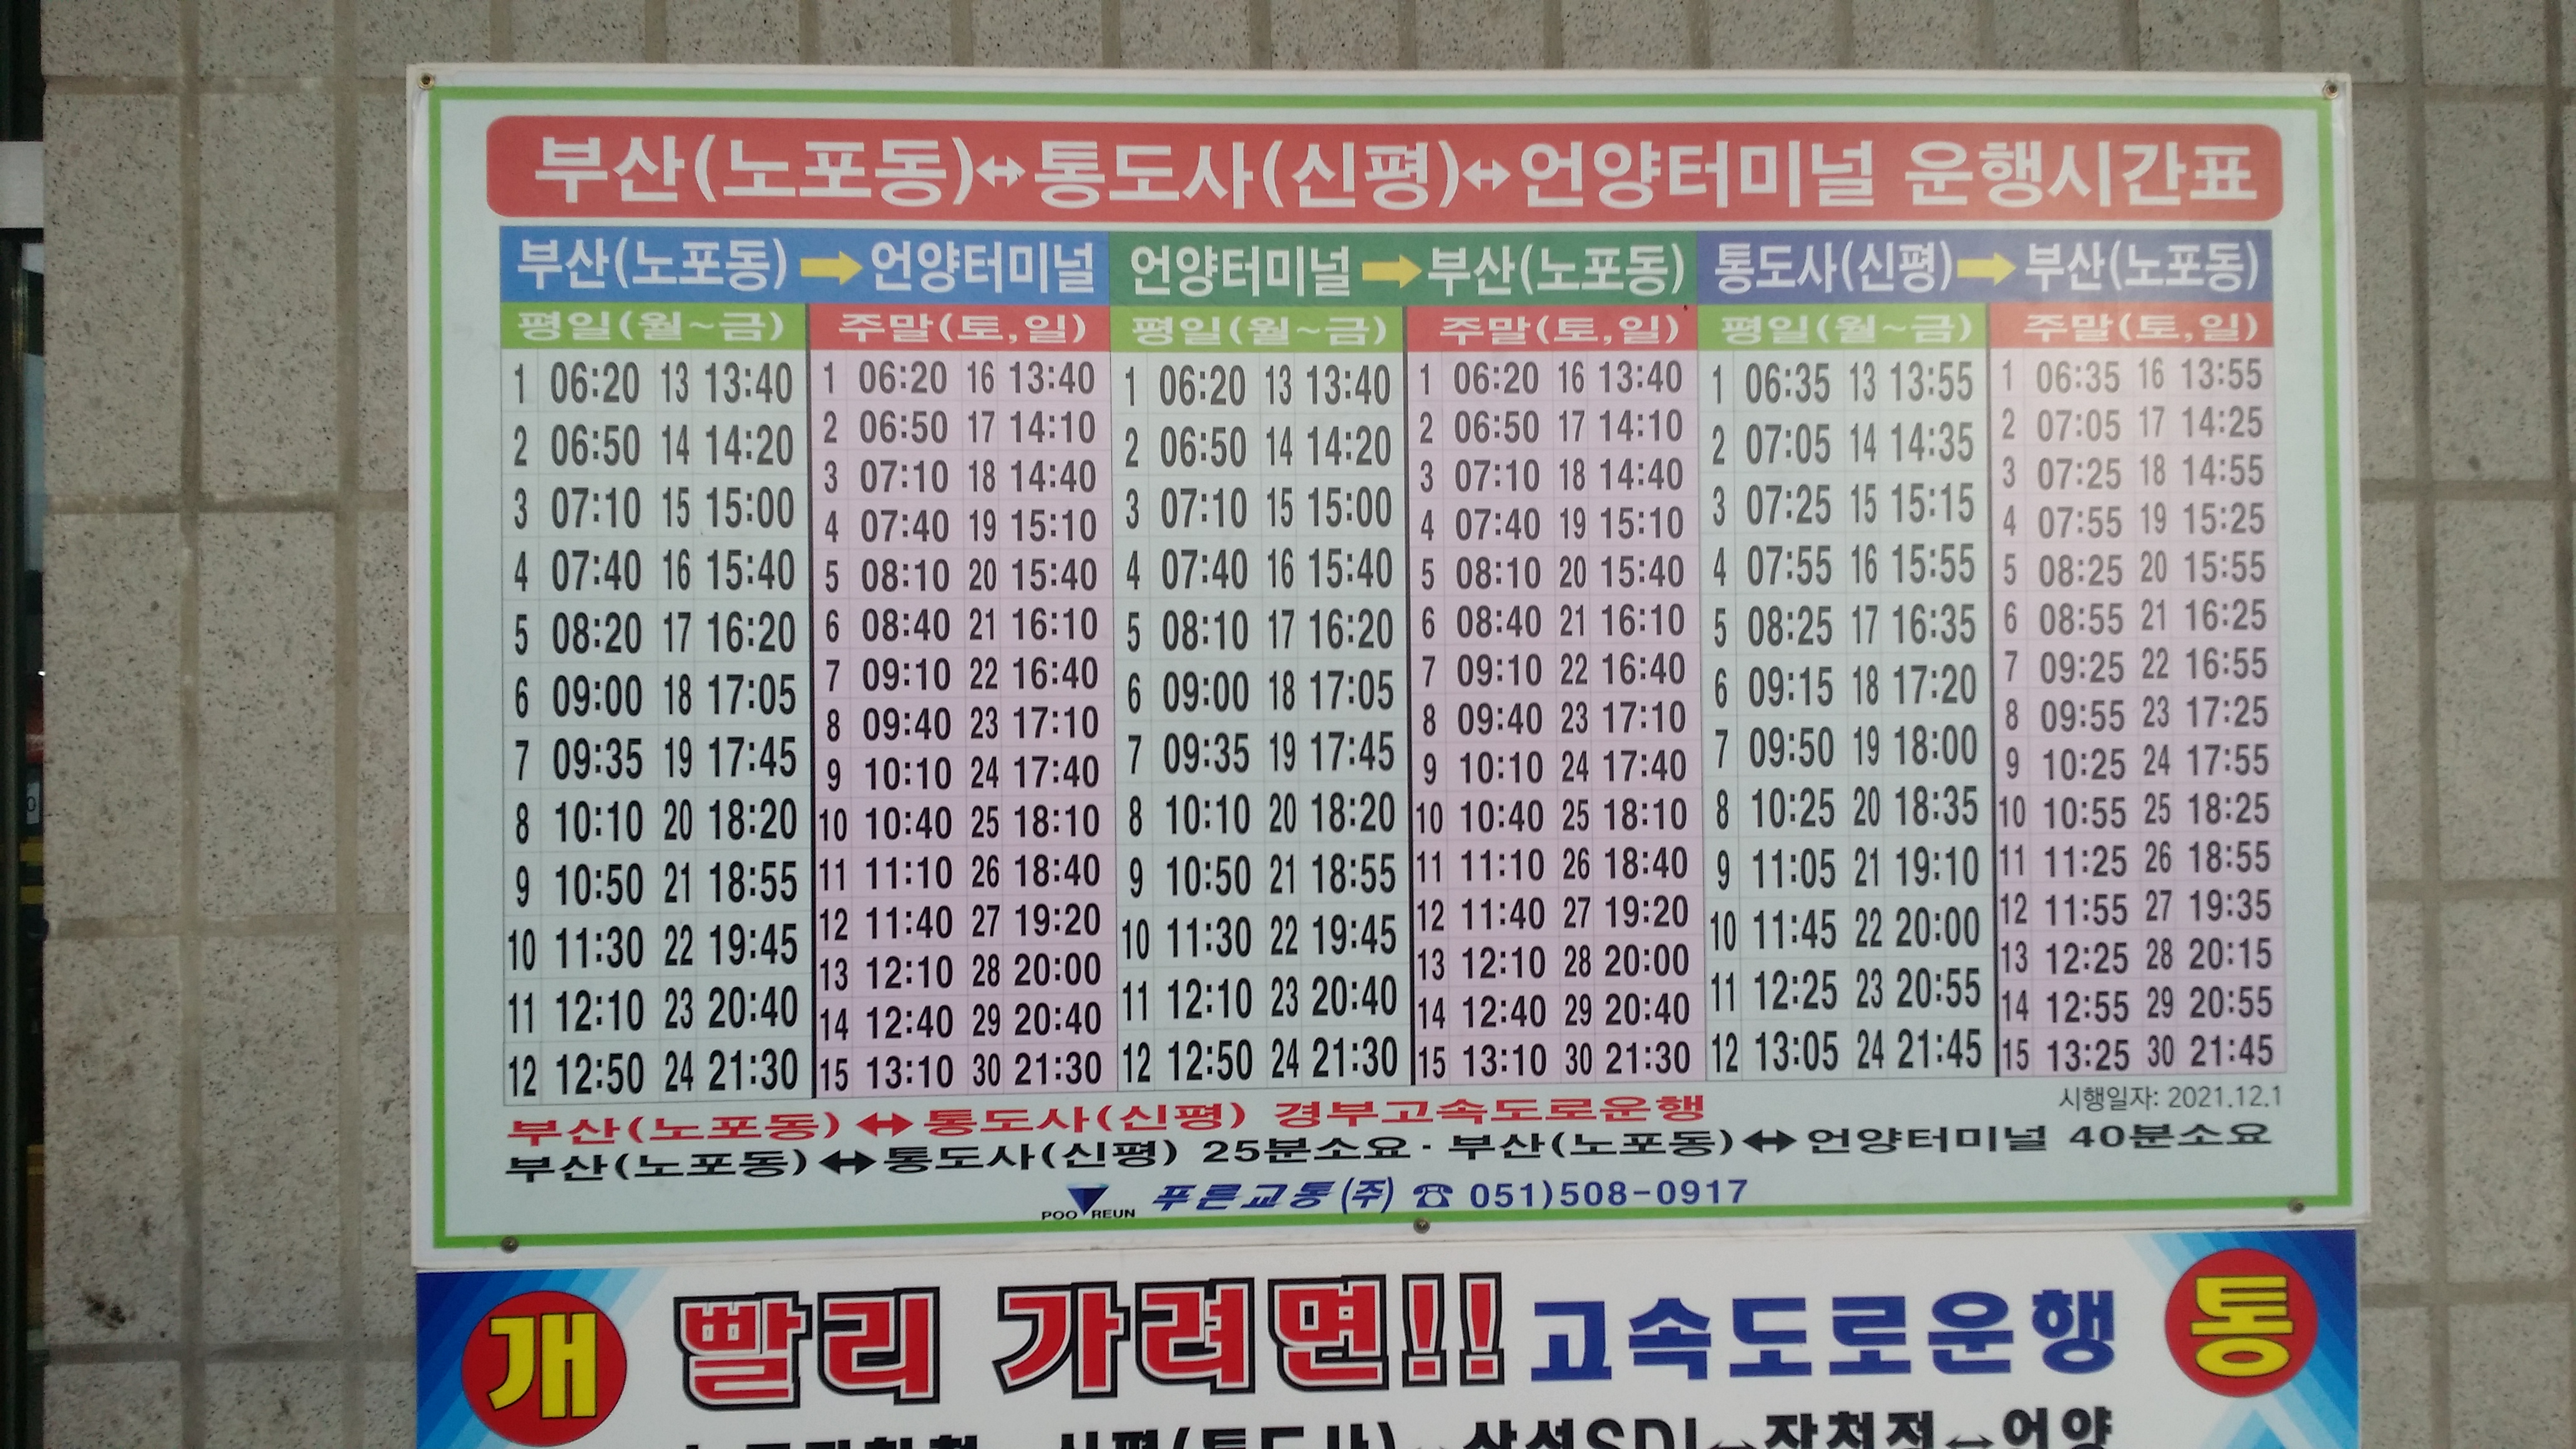 부산(노포동)↔통도사(신평)↔언양터미널 운행시간표
부산(노포동)➡언양터미널 언양터미널➡부산(노포동) 통도사(신평)➡부산(노포동)
평일(월~금) 주말(토,일) 평일(월~금) 주말(토,일) 평일(월~금) 주말(토,일)
1 06:20 13 13:40
2 06:50 14 14:20
3 07:10 15 15:00
4 07:40 16 15:40
5 08:20 17 16:20
6 09:00 18 17:05
7 09:35 19 17:45
8 10:10 20 18:20
9 10:50 21 18:55
10 11:30 22 19:45
11 12:10 23 20:40
12 12:50 24 21:30
1 06:20 16 13:40
2 06:50 17 14:10
3 07:10 18 14:40
4 07:40 19 15:10
5 08:10 20 15:40
6 08:40 21 16:10
7 09:10 22 16:40
8 09:40 23 17:10
9 10:10 24 17:40
10 10:40 25 18:10
11 11:10 26 18:40
12 11:40 27 19:20
13 12:10 28 20:00
14 12:40 29 20:40
15 13:10 30 21:30
1 06:20 13 13:40
2 06:50 14 14:20
3 07:10 15 15:00
4 07:40 16 15:40
5 08:10 17 16:20
6 09:00 18 17:05
7 09:35 19 17:45
8 10:10 20 18:20
9 10:50 21 18:55
10 11:30 22 19:45
11 12:10 23 20:40
12 12:50 24 21:30
1 06:20 16 13:40
2 06:50 17 14:10
3 07:10 18 14:40
4 07:40 19 15:10
5 08:10 20 15:40
6 08:40 21 16:10
7 09:10 22 16:40
8 09:40 23 17:10
9 10:10 24 17:40
10 10:40 25 18:10
11 11:10 26 18:40
12 11:40 27 19:20
13 12:10 28 20:00
14 12:40 29 20:40
15 13:10 30 21:30
1 06:35 13 13:55
2 07:05 14 14:35
3 07:25 15 15:15
4 07:55 16 15:55
5 08:25 17 16:35
6 09:15 18 17:20
7 09:50 19 18:00
8 10:25 20 18:35
9 11:05 21 19:10
10 11:45 22 20:00
11 12:25 23 20:55
12 13:05 24 21:45
1 06:35 16 13:55
2 07:05 17 14:25
3 07:25 18 14:55
4 07:55 19 15:25
5 08:25 20 15:55
6 08:55 21 16:25
7 09:25 22 16:55
8 09:55 23 17:25
9 10:25 24 17:55
10 10:55 25 18:25
11 11:25 26 18:55
12 11:55 27 19:35
13 12:25 28 20:15
14 12:55 29 20:55
15 13:25 30 21:45
시행일자: 2021.12.1
부산(노포동)↔통도사(신평) 경부고속도로운행
부산(노포동)↔통도사(신평) 25분소요 · 부산(노포동)↔언양터미널 40분소요
POO REUN 푸른교통(주) ☎ 051)508-0917
개 빨리 가려면!! 고속도로운행 통
신평(통도사) 삼성SDI↔작천정↔언양